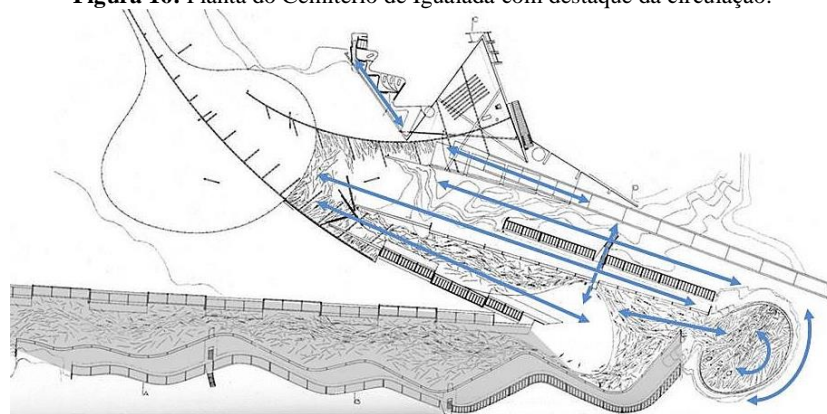 Figura 10: Planta do Cemitério de Igualada com destaque da circulação.
C
D
A
B